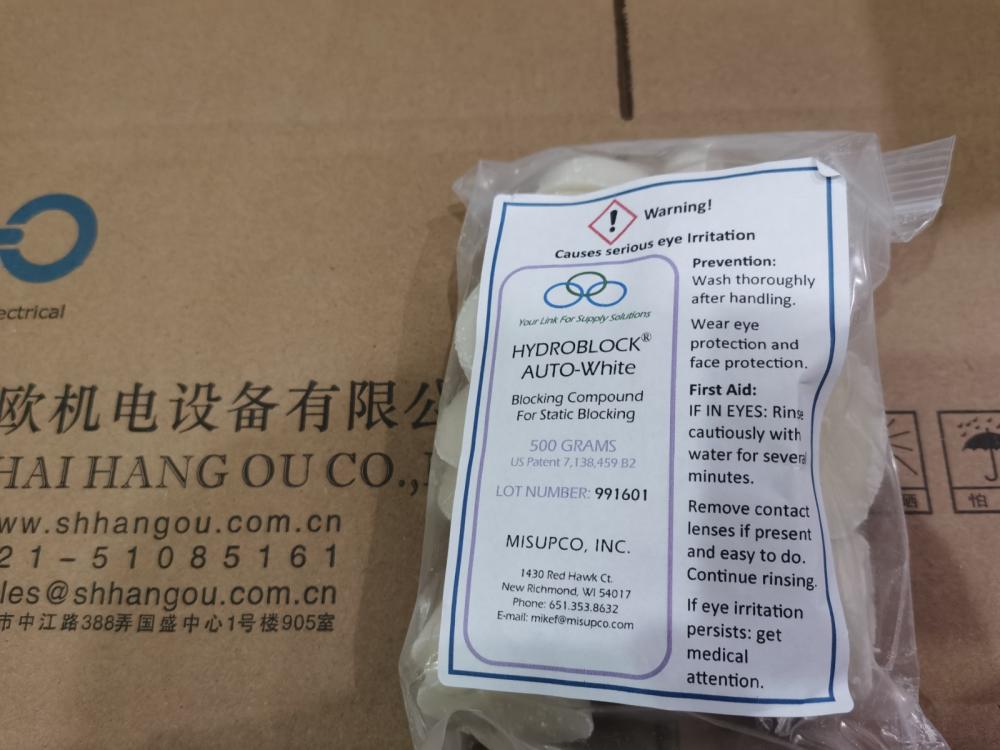 ectrical
欧机电设备有限公
HAI HANG OU CO.,
ww.shhangou.com.cn
21-51085161
les@shhangou.com.cn
市中江路388弄国盛中心1号楼905室
Warning!
Causes serious eye Irritation
Your Link For Supply Solutions
HYDROBLOCK®
AUTO-White
Blocking Compound
For Static Blocking
500 GRAMS
US Patent 7,138,459 B2
LOT NUMBER: 991601
MISUPCO, INC.
1430 Red Hawk Ct.
New Richmond, WI 54017
Phone: 651.353.8632
E-mail: mikef@misupco.com
Prevention:
Wash thoroughly
after handling.
Wear eye
protection and
face protection.
First Aid:
IF IN EYES: Rinse
cautiously with
water for several
minutes.
Remove contact
lenses if present
and easy to do.
Continue rinsing.
If eye irritation
persists: get
medical
attention.
晒
怕